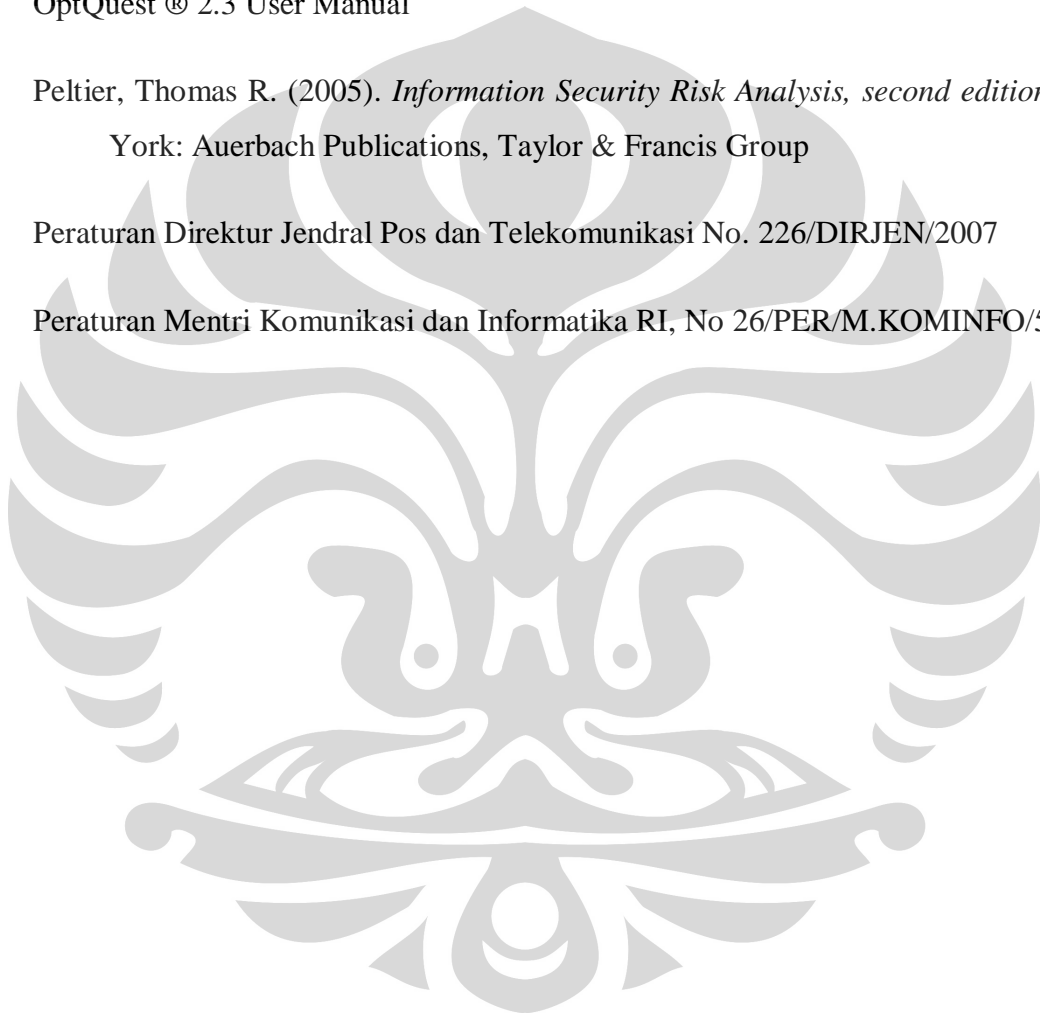 OptQuest ® 2.3 User Manual
Peltier, Thomas R. (2005). Information Security Risk Analysis, second edition
York: Auerbach Publications, Taylor & Francis Group
Peraturan Direktur Jendral Pos dan Telekomunikasi No. 226/DIRJEN/2007
Peraturan Mentri Komunikasi dan Informatika RI, No 26/PER/M.KOMINFO/5